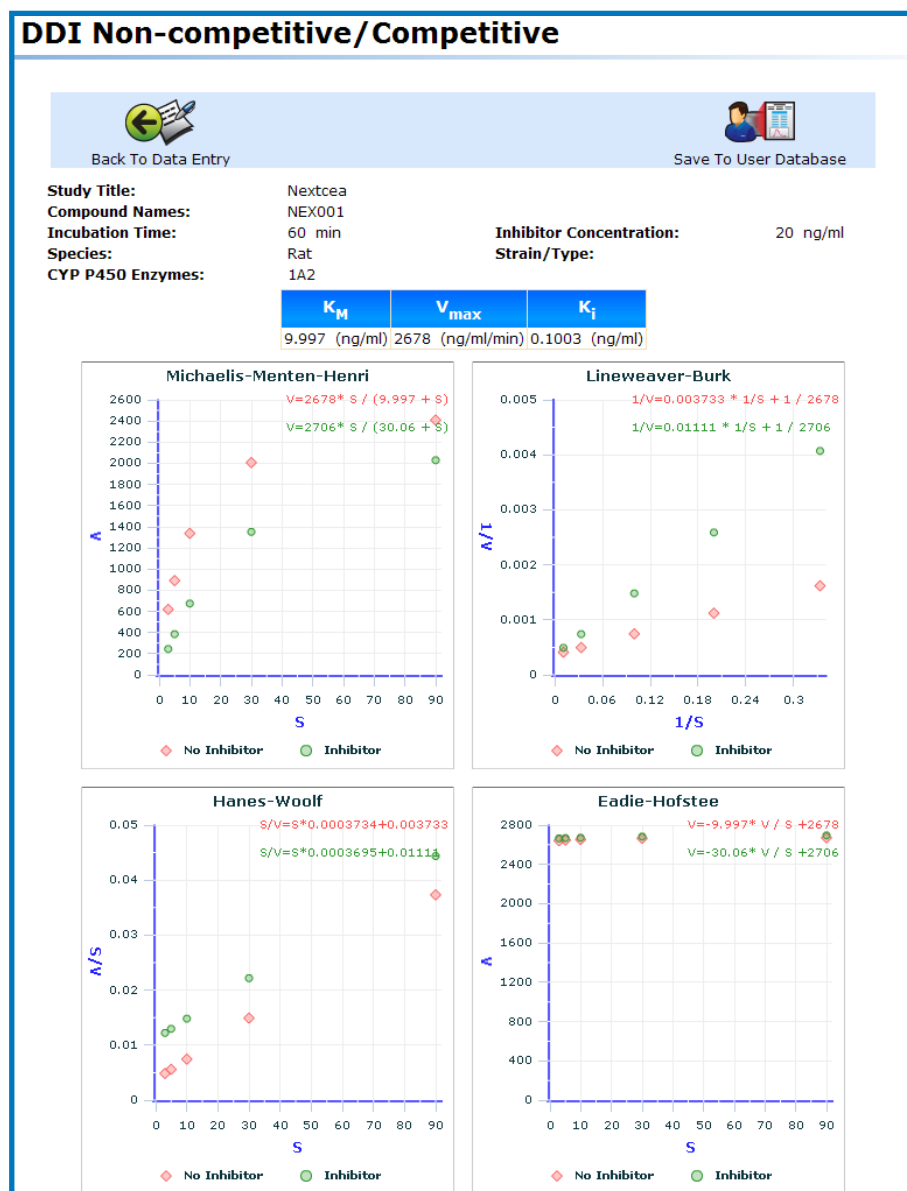 DDI Non-competitive/Competitive
Back To Data Entry
Save To User Database
Study Title: Nextcea
Compound Names: NEX001
Incubation Time: 60 min Inhibitor Concentration: 20 ng/ml
Species: Rat Strain/Type:
CYP P450 Enzymes: 1A2
KM Vmax Ki
9.997 (ng/ml) 2678 (ng/ml/min) 0.1003 (ng/ml)
Michaelis-Menten-Henri
V=2678* S / (9.997 + S)
V=2706* S / (30.06 + S)
2600
2400
2200
2000
1800
1600
1400
1200
1000
800
600
400
200
0
V
0 10 20 30 40 50 60 70 80 90
S
No Inhibitor Inhibitor
Lineweaver-Burk
1/V=0.003733 * 1/S + 1 / 2678
1/V=0.01111 * 1/S + 1 / 2706
0.005
0.004
0.003
0.002
0.001
0
1/V
0 0.06 0.12 0.18 0.24 0.3
1/S
No Inhibitor Inhibitor
Hanes-Woolf
S/V=S*0.0003734+0.003733
S/V=S*0.0003695+0.01111
0.05
0.04
0.03
0.02
0.01
0
S/V
0 10 20 30 40 50 60 70 80 90
S
No Inhibitor Inhibitor
Eadie-Hofstee
V=-9.997* V / S +2678
V=-30.06* V / S +2706
2800
2400
2000
1600
1200
800
400
0
V
0 10 20 30 40 50 60 70 80 90
S
No Inhibitor Inhibitor